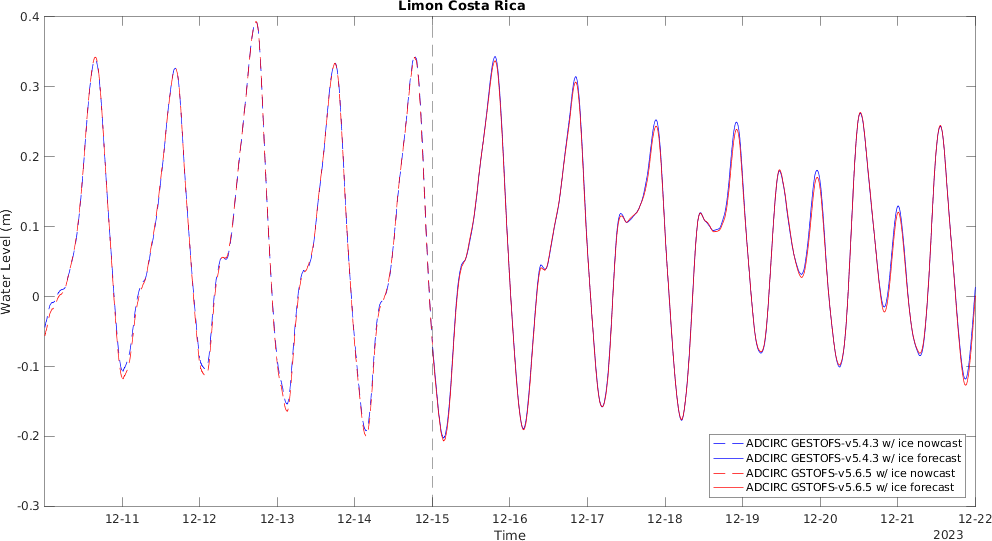 Limon Costa Rica
0.4
0.3
0.2
0.1
0
-0.1
-0.2
-0.3
Water Level (m)
12-11 12-12 12-13 12-14 12-15 12-16 12-17 12-18 12-19 12-20 12-21 12-22
Time
2023
ADCIRC GESTOFS-v5.4.3 w/ ice nowcast
ADCIRC GESTOFS-v5.4.3 w/ ice forecast
ADCIRC GSTOFS-v5.6.5 w/ ice nowcast
ADCIRC GSTOFS-v5.6.5 w/ ice forecast